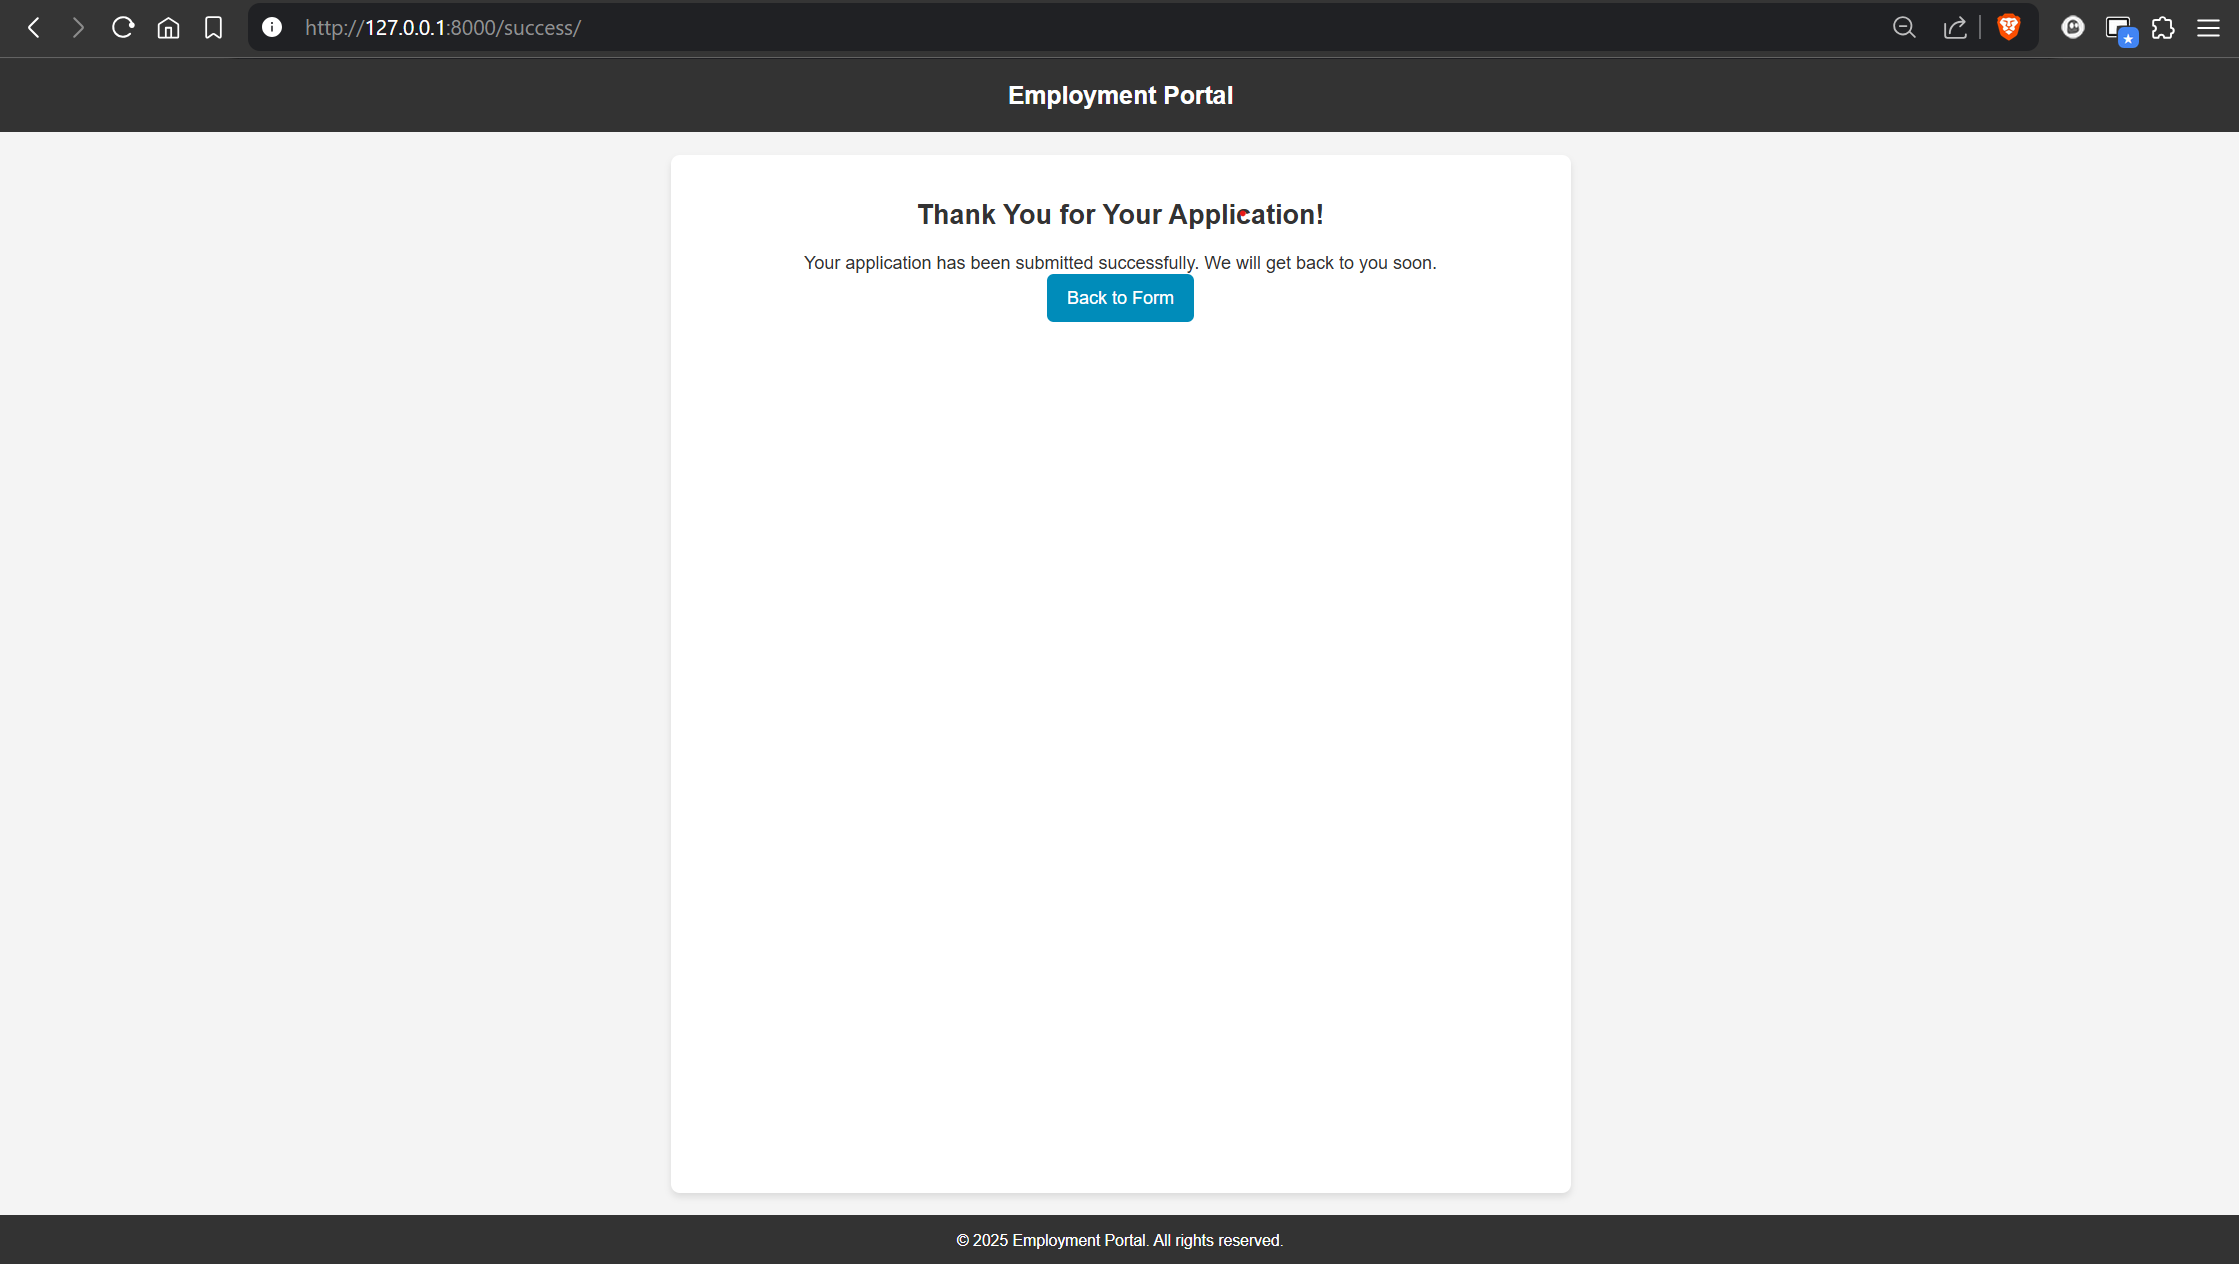 http://127.0.0.1:8000/success/
Employment Portal
Thank You for Your Application!
Your application has been submitted successfully. We will get back to you soon.
Back to Form
© 2025 Employment Portal. All rights reserved.